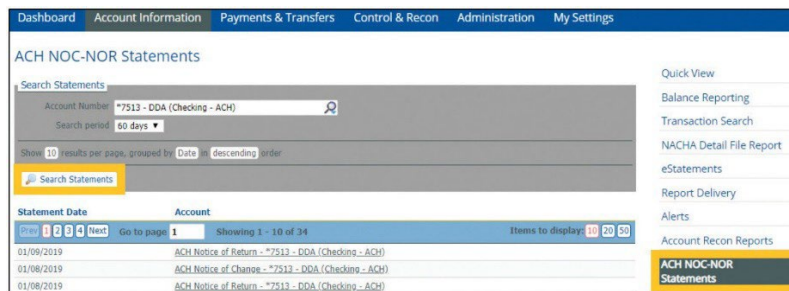 Dashboard Account Information Payments & Transfers Control & Recon Administration My Settings
ACH NOC-NOR Statements
Search Statements
Account Number *7513 - DDA (Checking - ACH)
Search period 60 days ▼
Show 10 results per page, grouped by Date in descending order
Search Statements
Statement Date Account
Prev 1 2 3 4 Next Go to page 1 Showing 1 - 10 of 34 Items to display: 10 20 50
01/09/2019 ACH Notice of Return - *7513 - DDA (Checking - ACH)
01/08/2019 ACH Notice of Change - *7513 - DDA (Checking - ACH)
01/08/2019 ACH Notice of Return - *7513 - DDA (Checking - ACH)
Quick View
Balance Reporting
Transaction Search
NACHA Detail File Report
eStatements
Report Delivery
Alerts
Account Recon Reports
ACH NOC-NOR
Statements